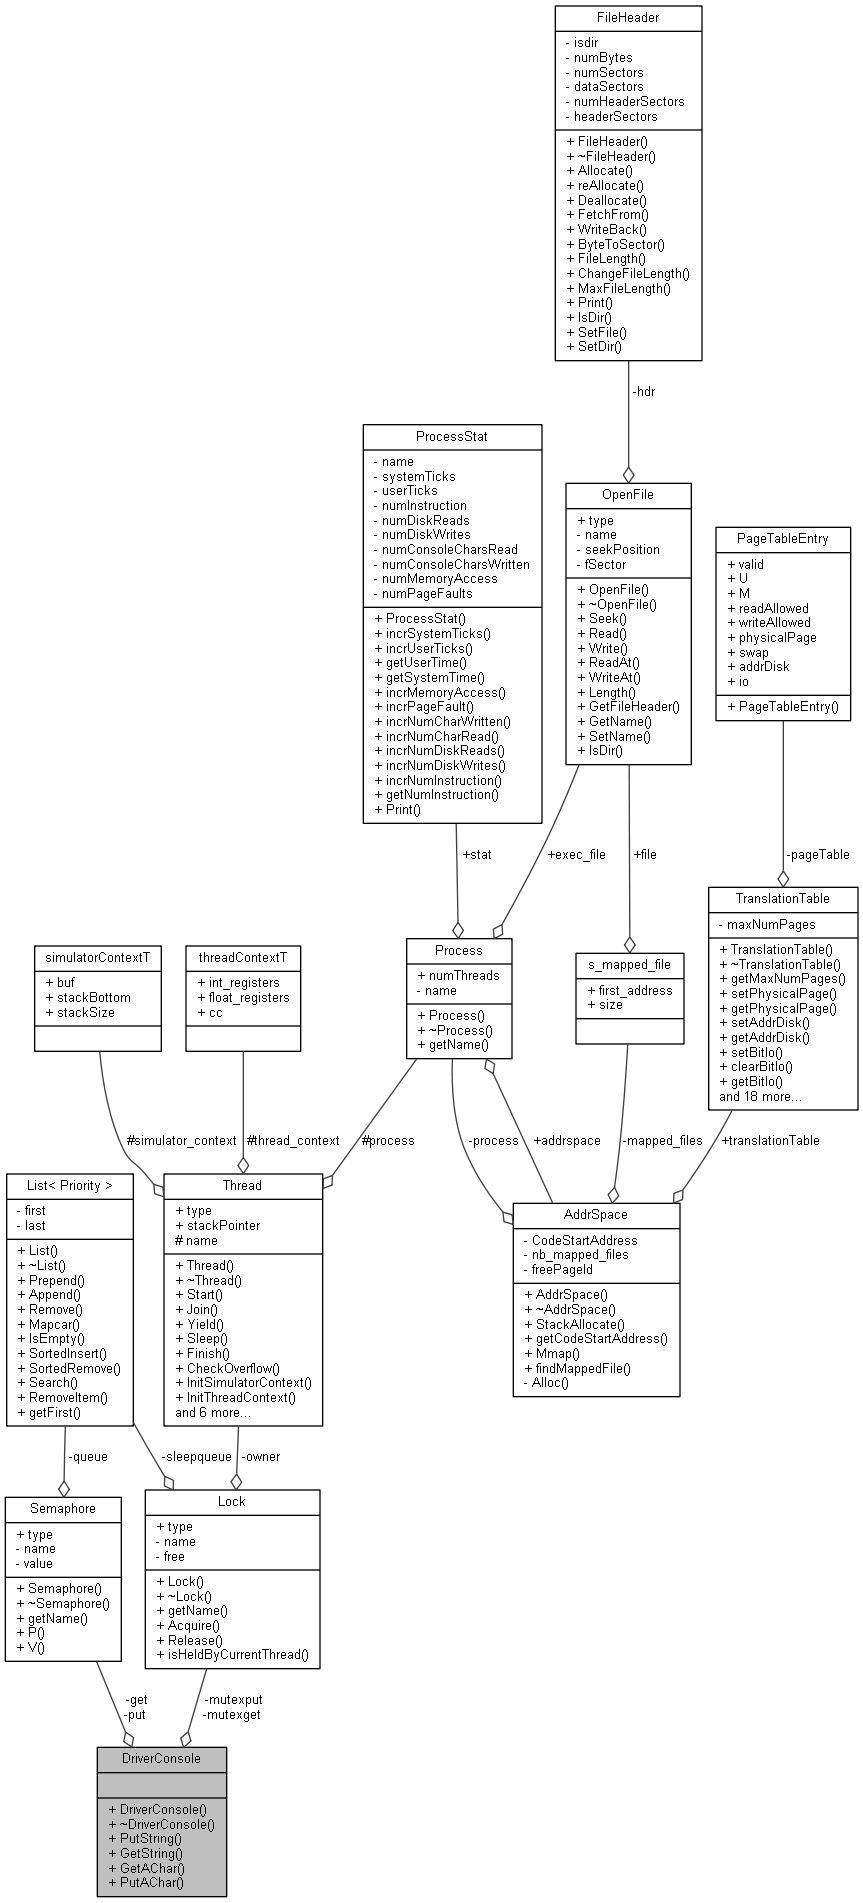 FileHeader
- isdir
- numBytes
- numSectors
- dataSectors
- numHeaderSectors
- headerSectors
+ FileHeader()
+ ~FileHeader()
+ Allocate()
+ reAllocate()
+ Deallocate()
+ FetchFrom()
+ WriteBack()
+ ByteToSector()
+ FileLength()
+ ChangeFileLength()
+ MaxFileLength()
+ Print()
+ IsDir()
+ SetFile()
+ SetDir()
-hdr
ProcessStat
- name
- systemTicks
- userTicks
- numInstruction
- numDiskReads
- numDiskWrites
- numConsoleCharsRead
- numConsoleCharsWritten
- numMemoryAccess
- numPageFaults
+ ProcessStat()
+ incrSystemTicks()
+ incrUserTicks()
+ getUserTime()
+ getSystemTime()
+ incrMemoryAccess()
+ incrPageFault()
+ incrNumCharWritten()
+ incrNumCharRead()
+ incrNumDiskReads()
+ incrNumDiskWrites()
+ incrNumInstruction()
+ getNumInstruction()
+ Print()
OpenFile
+ type
- name
- seekPosition
- fSector
+ OpenFile()
+ ~OpenFile()
+ Seek()
+ Read()
+ Write()
+ ReadAt()
+ WriteAt()
+ Length()
+ GetFileHeader()
+ GetName()
+ SetName()
+ IsDir()
PageTableEntry
+ valid
+ U
+ M
+ readAllowed
+ writeAllowed
+ physicalPage
+ swap
+ addrDisk
+ io
+ PageTableEntry()
+stat
+exec_file
+file
-pageTable
simulatorContextT
+ buf
+ stackBottom
+ stackSize
threadContextT
+ int_registers
+ float_registers
+ cc
Process
+ numThreads
- name
+ Process()
+ ~Process()
+ getName()
s_mapped_file
+ first_address
+ size
TranslationTable
- maxNumPages
+ TranslationTable()
+ ~TranslationTable()
+ getMaxNumPages()
+ setPhysicalPage()
+ getPhysicalPage()
+ setAddrDisk()
+ getAddrDisk()
+ setBitIo()
+ clearBitIo()
+ getBitIo()
and 18 more...
#simulator_context
#thread_context
#process
-process
+addrspace
-mapped_files
+translationTable
List< Priority >
- first
- last
+ List()
+ ~List()
+ Prepend()
+ Append()
+ Remove()
+ Mapcar()
+ IsEmpty()
+ SortedInsert()
+ SortedRemove()
+ Search()
+ RemoveItem()
+ getFirst()
Thread
+ type
+ stackPointer
# name
+ Thread()
+ ~Thread()
+ Start()
+ Join()
+ Yield()
+ Sleep()
+ Finish()
+ CheckOverflow()
+ InitSimulatorContext()
+ InitThreadContext()
and 6 more...
AddrSpace
- CodeStartAddress
- nb_mapped_files
- freePageId
+ AddrSpace()
+ ~AddrSpace()
+ StackAllocate()
+ getCodeStartAddress()
+ Mmap()
+ findMappedFile()
- Alloc()
-queue
-sleepqueue
-owner
Semaphore
+ type
- name
- value
+ Semaphore()
+ ~Semaphore()
+ getName()
+ P()
+ V()
Lock
+ type
- name
- free
+ Lock()
+ ~Lock()
+ getName()
+ Acquire()
+ Release()
+ isHeldByCurrentThread()
-get
-put
-mutexput
-mutexget
DriverConsole
+ DriverConsole()
+ ~DriverConsole()
+ PutString()
+ GetString()
+ GetAChar()
+ PutAChar()